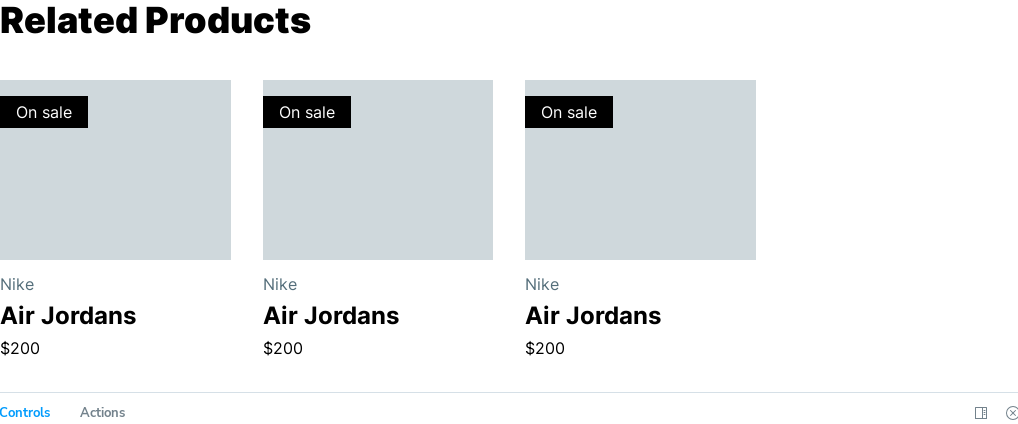 Related Products
On sale On sale On sale
Nike Nike Nike
Air Jordans Air Jordans Air Jordans
$200 $200 $200
Controls Actions